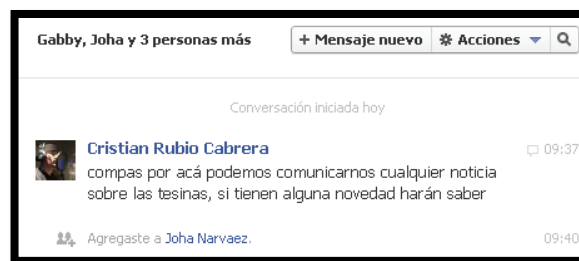 Gabby, Joha y 3 personas más + Mensaje nuevo Acciones
Conversación iniciada hoy
Cristian Rubio Cabrera 09:37
compas por acá podemos comunicarnos cualquier noticia
sobre las tesinas, si tienen alguna novedad harán saber
Agregaste a Joha Narvaez. 09:40